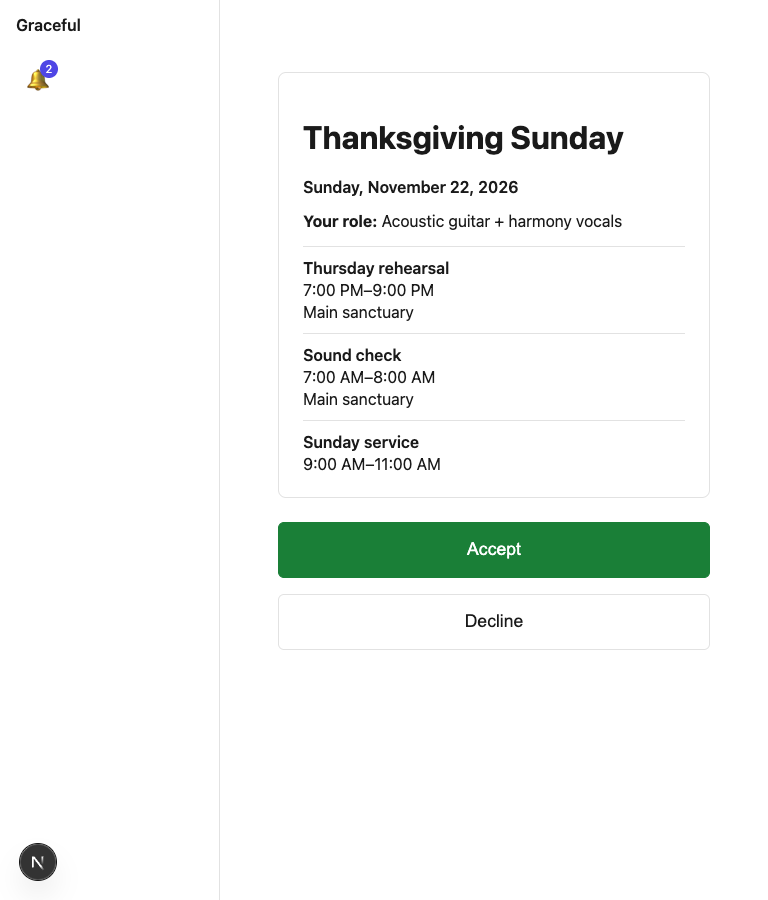 Graceful
2
Thanksgiving Sunday
Sunday, November 22, 2026
Your role: Acoustic guitar + harmony vocals
Thursday rehearsal
7:00 PM–9:00 PM
Main sanctuary
Sound check
7:00 AM–8:00 AM
Main sanctuary
Sunday service
9:00 AM–11:00 AM
Accept
Decline
N